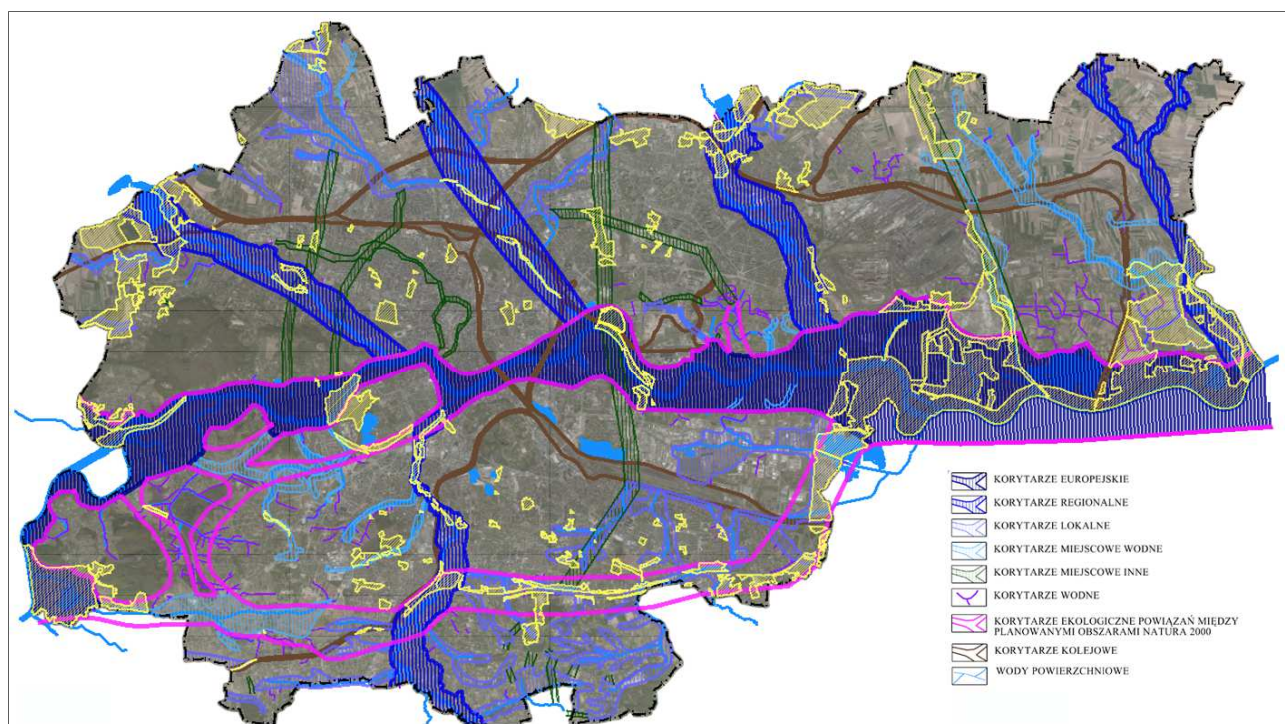 KORYTARZE EUROPEJSKIE
KORYTARZE REGIONALNE
KORYTARZE LOKALNE
KORYTARZE MIEJSCOWE WODNE
KORYTARZE MIEJSCOWE INNE
KORYTARZE WODNE
KORYTARZE EKOLOGICZNE POWIĄZAŃ MIĘDZY
PLANOWANYMI OBSZARAMI NATURA 2000
KORYTARZE KOLEJOWE
WODY POWIERZCHNIOWE